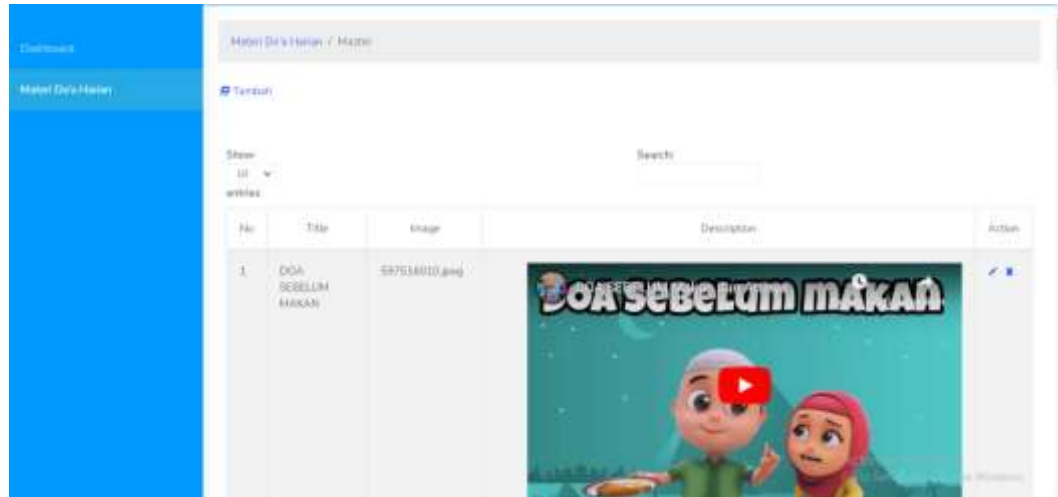 Dashboard
Materi Do'a Harian
Materi Do'a Harian / Master
Tambah
Show
10
entries
Search:
No
Title
Image
Description
Action
1
DOA
SEBELUM
MAKAN
DOA SEBELUM MAKAN